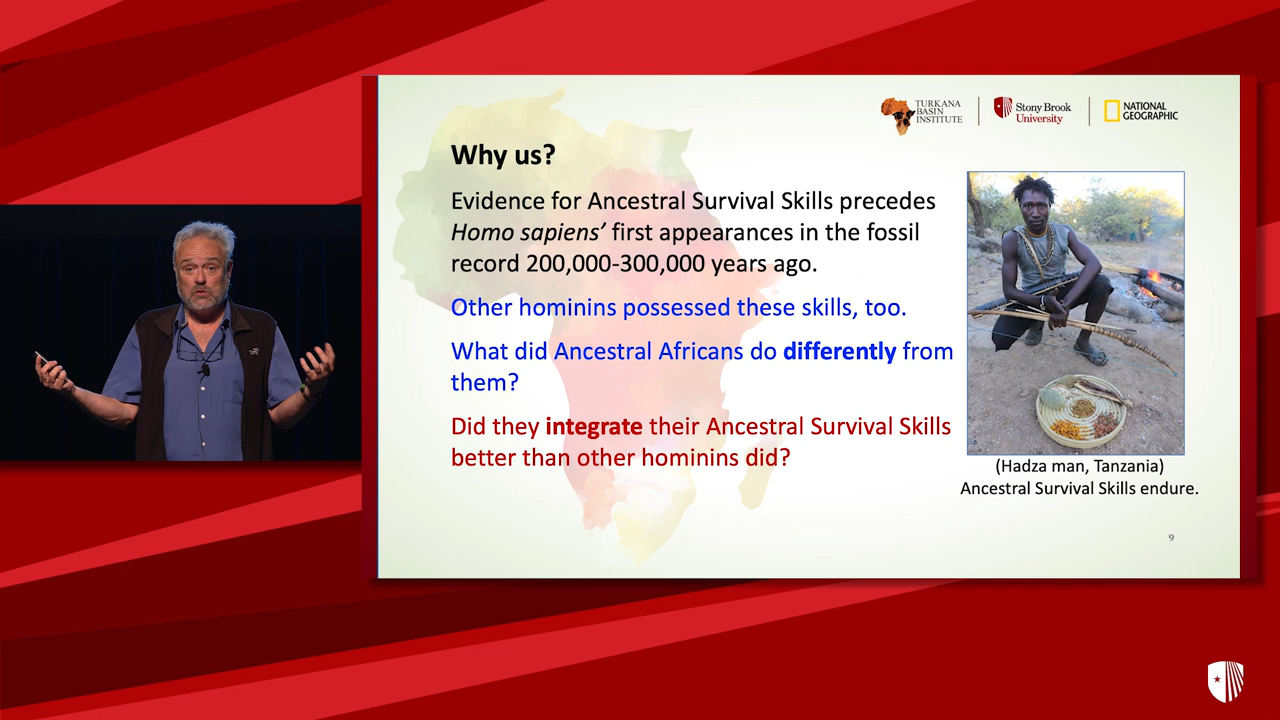 TURKANA
BASIN
INSTITUTE
Stony Brook
University
NATIONAL
GEOGRAPHIC
Why us?
Evidence for Ancestral Survival Skills precedes
Homo sapiens’ first appearances in the fossil
record 200,000-300,000 years ago.
Other hominins possessed these skills, too.
What did Ancestral Africans do differently from
them?
Did they integrate their Ancestral Survival Skills
better than other hominins did?
(Hadza man, Tanzania)
Ancestral Survival Skills endure.
9